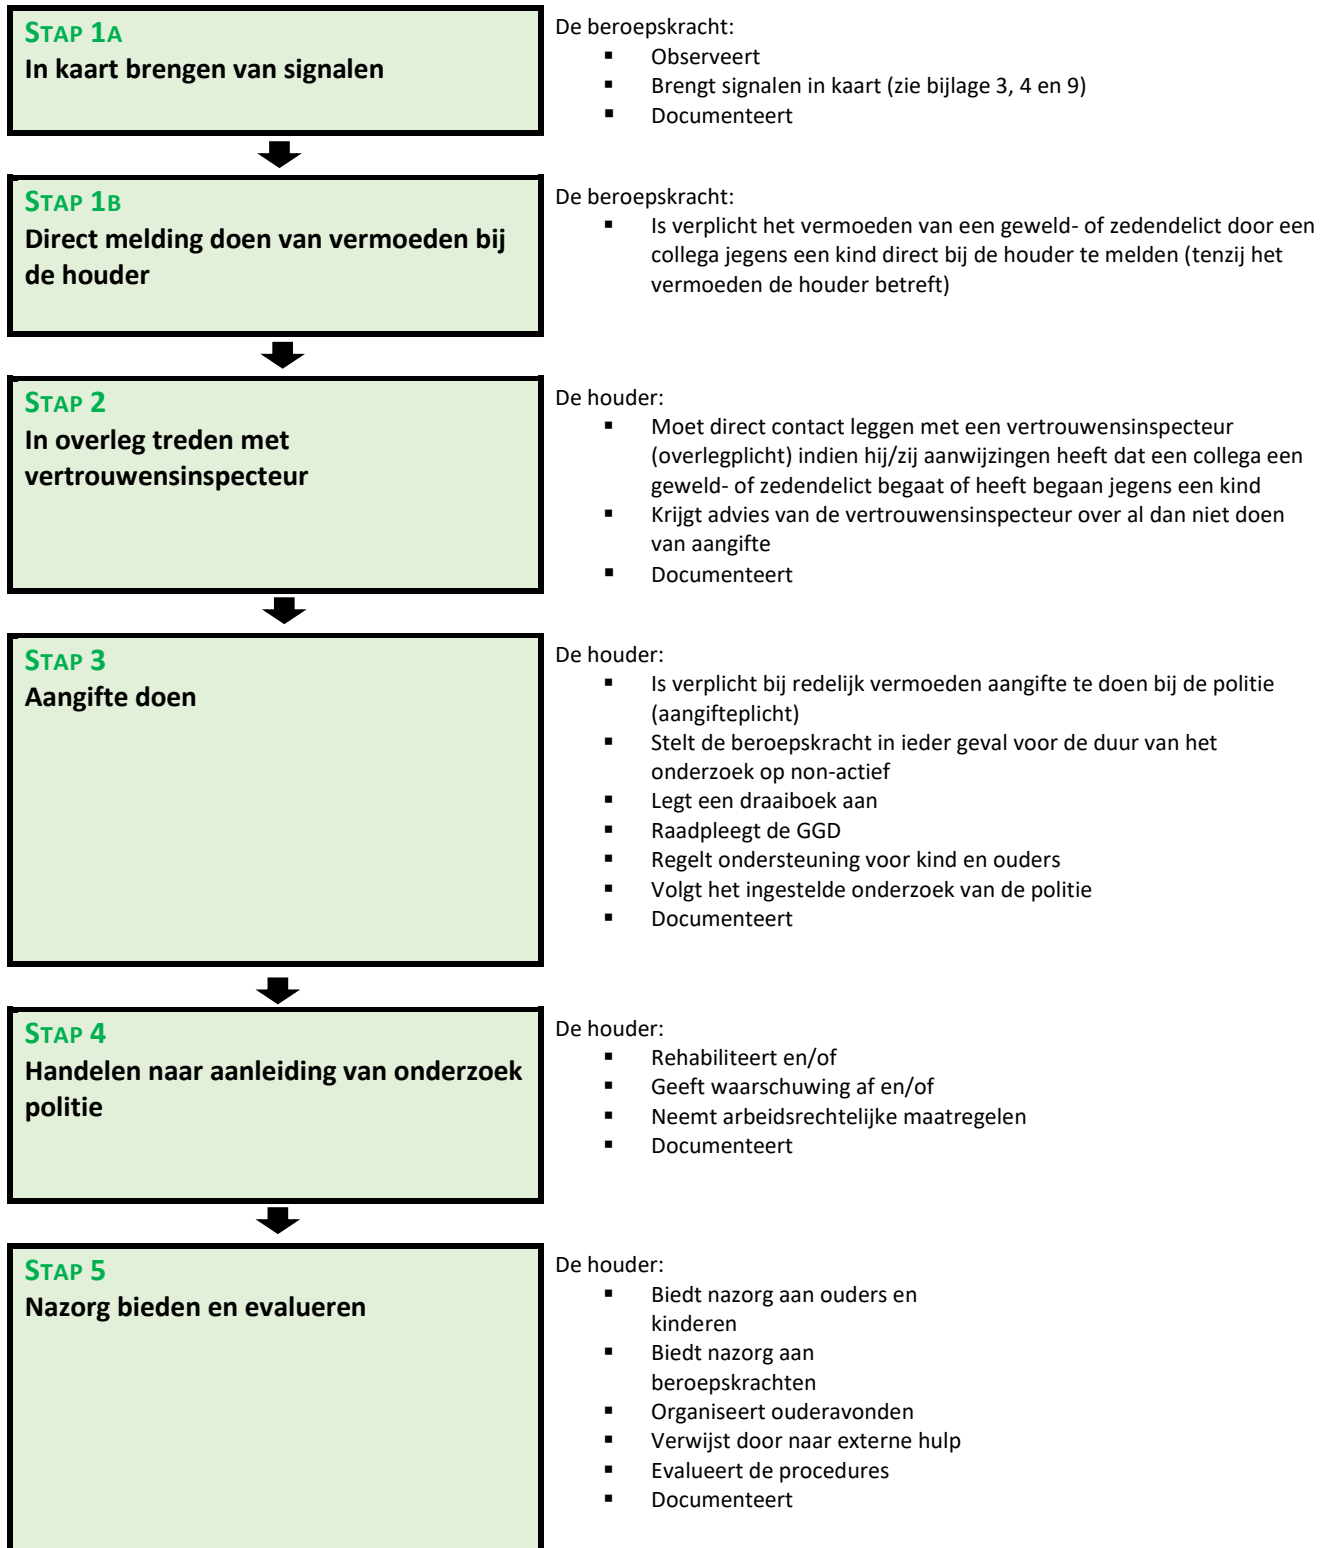 STAP 1A
In kaart brengen van signalen
De beroepskracht:
▪ Observeert
▪ Brengt signalen in kaart (zie bijlage 3, 4 en 9)
▪ Documenteert
STAP 1B
Direct melding doen van vermoeden bij
de houder
De beroepskracht:
▪ Is verplicht het vermoeden van een geweld- of zedendelict door een
collega jegens een kind direct bij de houder te melden (tenzij het
vermoeden de houder betreft)
STAP 2
In overleg treden met
vertrouwensinspecteur
De houder:
▪ Moet direct contact leggen met een vertrouwensinspecteur
(overlegplicht) indien hij/zij aanwijzingen heeft dat een collega een
geweld- of zedendelict begaat of heeft begaan jegens een kind
▪ Krijgt advies van de vertrouwensinspecteur over al dan niet doen
van aangifte
▪ Documenteert
STAP 3
Aangifte doen
De houder:
▪ Is verplicht bij redelijk vermoeden aangifte te doen bij de politie
(aangifteplicht)
▪ Stelt de beroepskracht in ieder geval voor de duur van het
onderzoek op non-actief
▪ Legt een draaiboek aan
▪ Raadpleegt de GGD
▪ Regelt ondersteuning voor kind en ouders
▪ Volgt het ingestelde onderzoek van de politie
▪ Documenteert
STAP 4
Handelen naar aanleiding van onderzoek
politie
De houder:
▪ Rehabiliteert en/of
▪ Geeft waarschuwing af en/of
▪ Neemt arbeidsrechtelijke maatregelen
▪ Documenteert
STAP 5
Nazorg bieden en evalueren
De houder:
▪ Biedt nazorg aan ouders en
kinderen
▪ Biedt nazorg aan
beroepskrachten
▪ Organiseert ouderavonden
▪ Verwijst door naar externe hulp
▪ Evalueert de procedures
▪ Documenteert